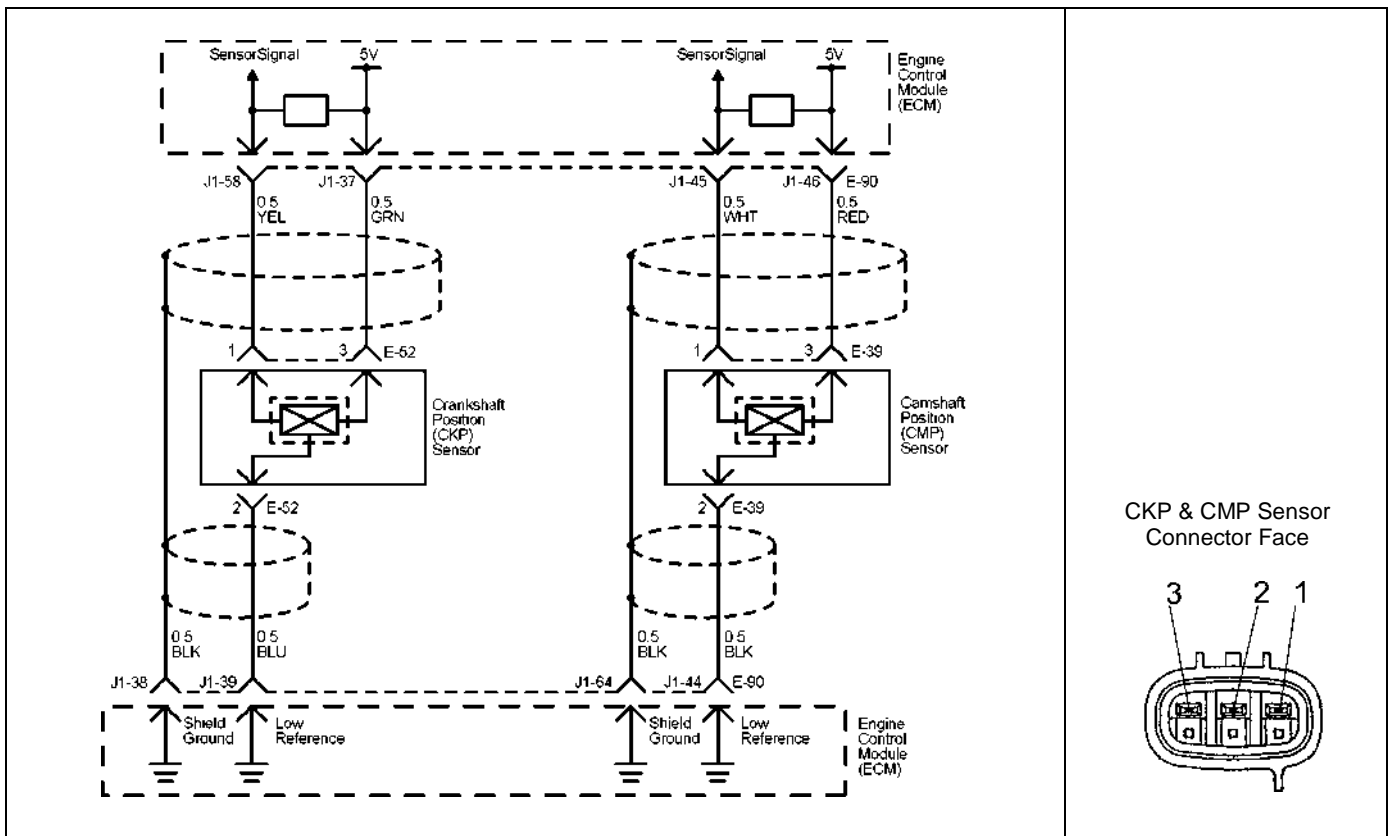 SensorSignal 5V
SensorSignal 5V
Engine
Control
Module
(ECM)
J1-58 J1-37 J1-45 J1-46 E-90
0.5
YEL
0.5
GRN
0.5
WHT
0.5
RED
1 3 E-52
1 3 E-39
Crankshaft
Position
(CKP)
Sensor
Camshaft
Position
(CMP)
Sensor
2 E-52
2 E-39
0.5
BLK
0.5
BLU
0.5
BLK
0.5
BLK
J1-38 J1-39 J1-64 J1-44 E-90
Shield
Ground
Low
Reference
Shield
Ground
Low
Reference
Engine
Control
Module
(ECM)
CKP & CMP Sensor
Connector Face
3 2 1